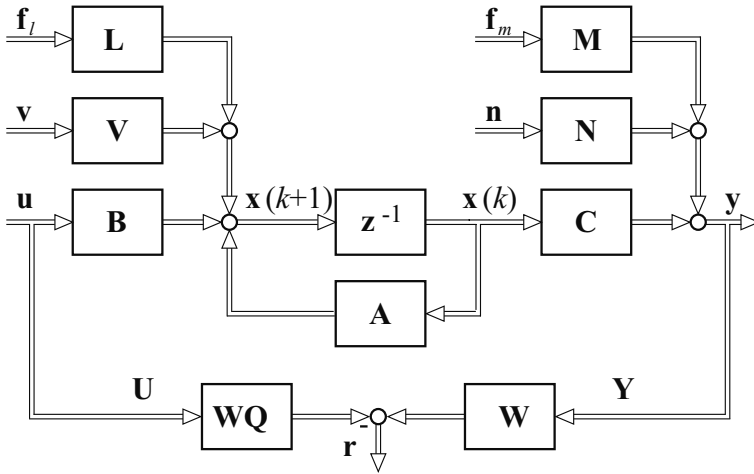 f_l L f_m M
v V n N
u B x (k+1) z^-1 x (k) C y
A
U WQ W Y
r -